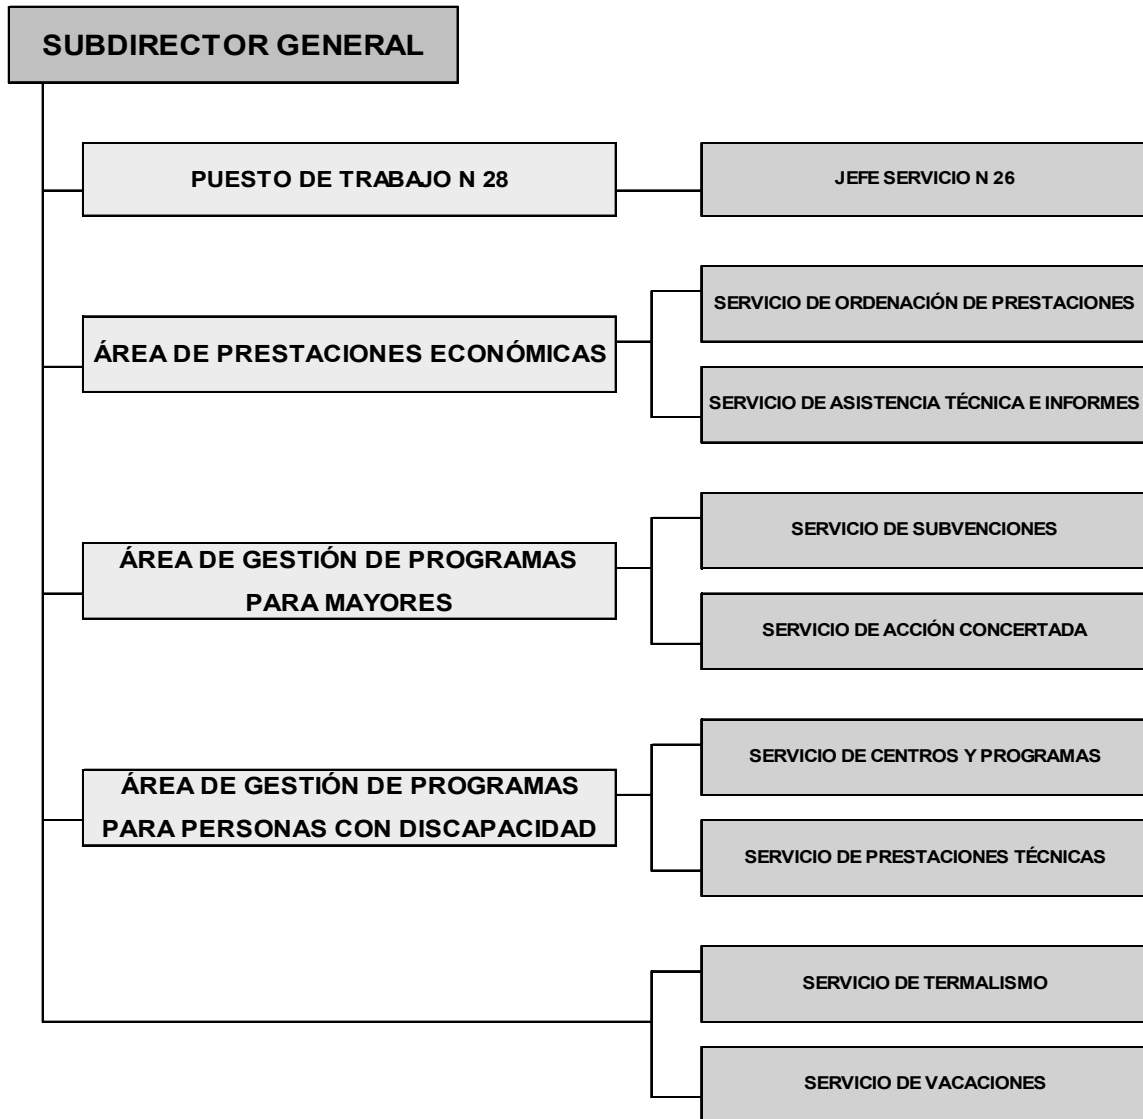 SUBDIRECTOR GENERAL
PUESTO DE TRABAJO N 28
JEFE SERVICIO N 26
ÁREA DE PRESTACIONES ECONÓMICAS
SERVICIO DE ORDENACIÓN DE PRESTACIONES
SERVICIO DE ASISTENCIA TÉCNICA E INFORMES
ÁREA DE GESTIÓN DE PROGRAMAS
PARA MAYORES
SERVICIO DE SUBVENCIONES
SERVICIO DE ACCIÓN CONCERTADA
ÁREA DE GESTIÓN DE PROGRAMAS
PARA PERSONAS CON DISCAPACIDAD
SERVICIO DE CENTROS Y PROGRAMAS
SERVICIO DE PRESTACIONES TÉCNICAS
SERVICIO DE TERMALISMO
SERVICIO DE VACACIONES